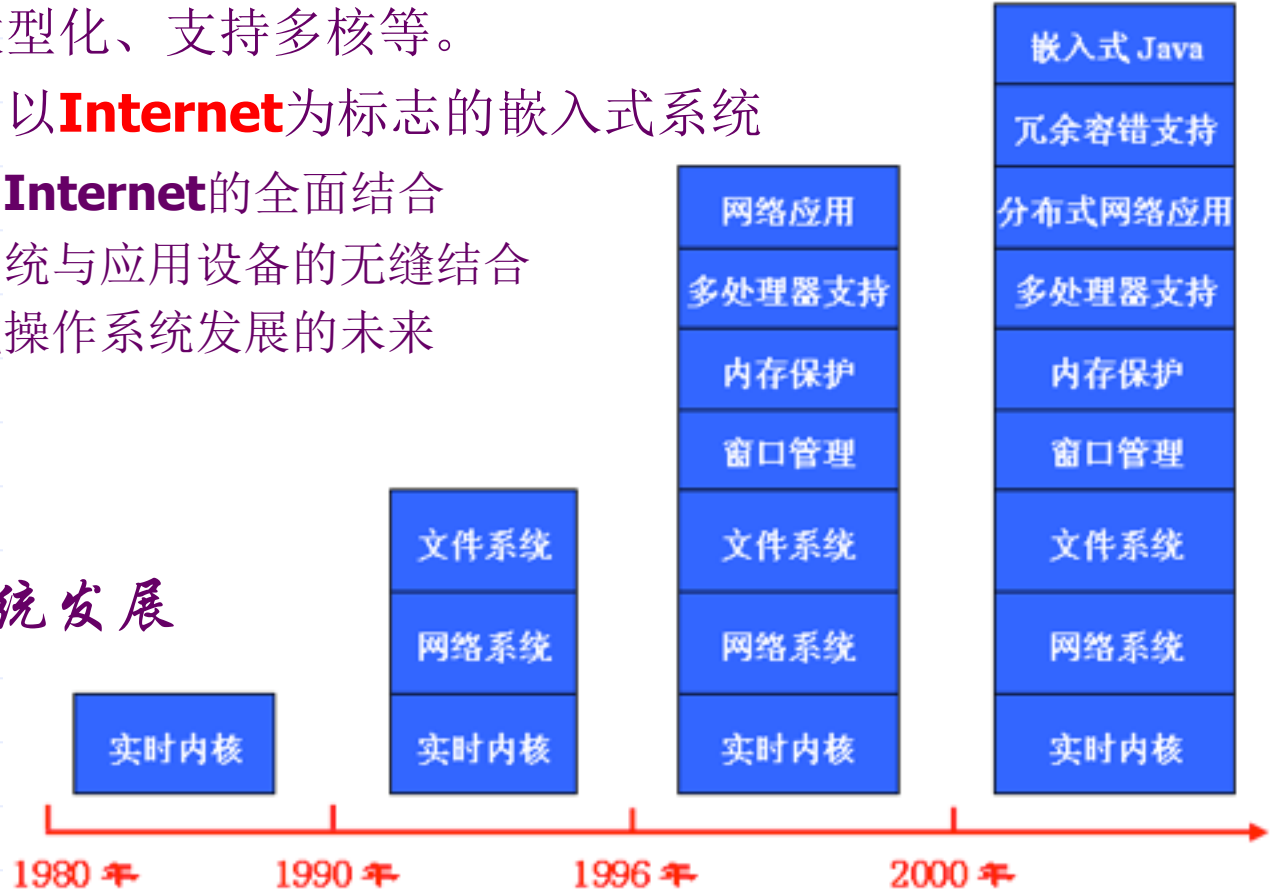 型化、支持多核等。
以Internet为标志的嵌入式系统
Internet的全面结合
统与应用设备的无缝结合
操作系统发展的未来
统发展
实时内核
文件系统
网络系统
实时内核
网络应用
多处理器支持
内存保护
窗口管理
文件系统
网络系统
实时内核
嵌入式 Java
冗余容错支持
分布式网络应用
多处理器支持
内存保护
窗口管理
文件系统
网络系统
实时内核
1980 年
1990 年
1996 年
2000 年